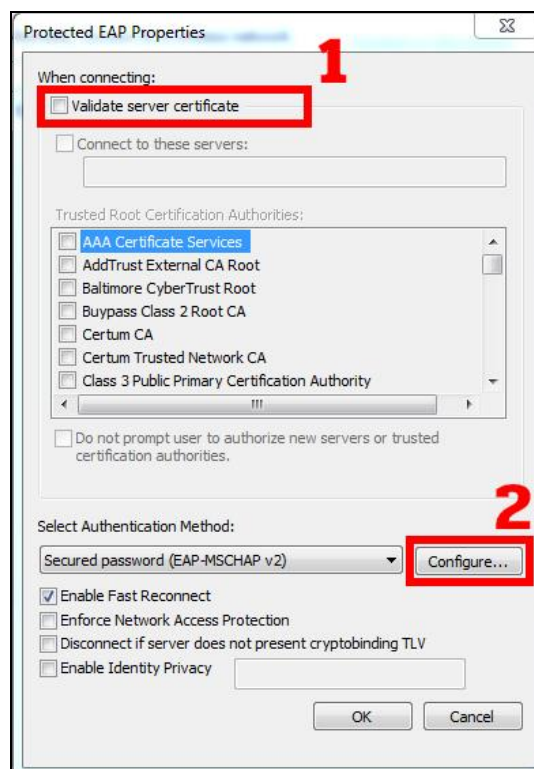 Protected EAP Properties
1
When connecting:
Validate server certificate
Connect to these servers:
Trusted Root Certification Authorities:
AAA Certificate Services
AddTrust External CA Root
Baltimore CyberTrust Root
Buypass Class 2 Root CA
Certum CA
Certum Trusted Network CA
Class 3 Public Primary Certification Authority
Do not prompt user to authorize new servers or trusted
certification authorities.
2
Select Authentication Method:
Secured password (EAP-MSCHAP v2)
Configure...
Enable Fast Reconnect
Enforce Network Access Protection
Disconnect if server does not present cryptobinding TLV
Enable Identity Privacy
OK
Cancel